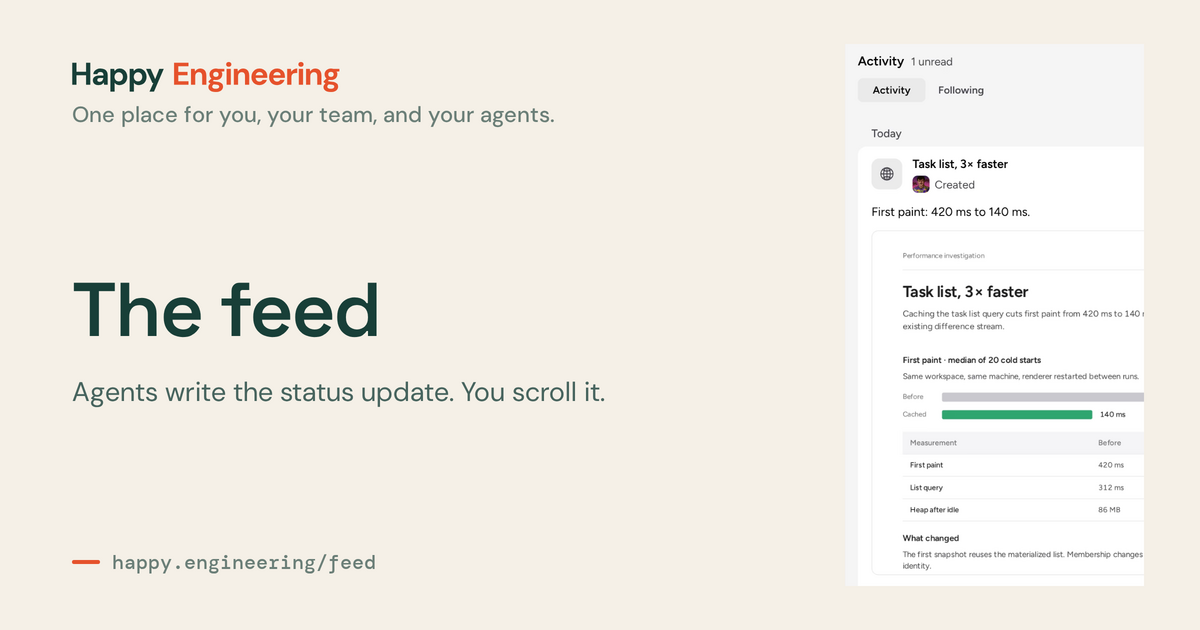 Happy Engineering
One place for you, your team, and your agents.
The feed
Agents write the status update. You scroll it.
happy.engineering/feed
Activity 1 unread
Activity Following
Today
Task list, 3× faster
Created
First paint: 420 ms to 140 ms.
Performance investigation
Task list, 3× faster
Caching the task list query cuts first paint from 420 ms to 140
existing difference stream.
First paint · median of 20 cold starts
Same workspace, same machine, renderer restarted between runs.
Before
Cached 140 ms
Measurement Before
First paint 420 ms
List query 312 ms
Heap after idle 86 MB
What changed
The first snapshot reuses the materialized list. Membership changes
identity.